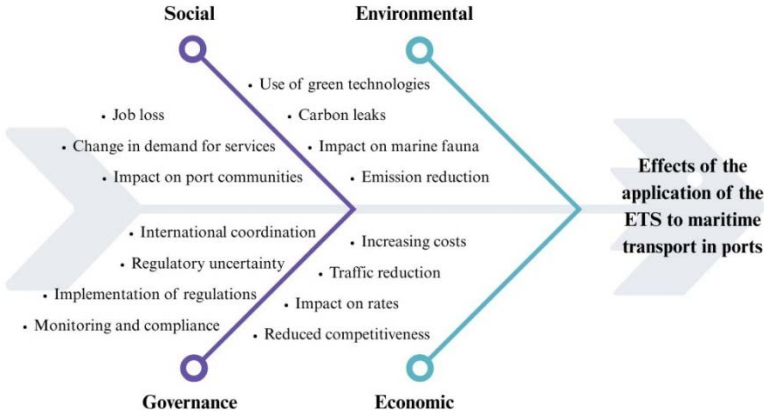 Social
Environmental
• Use of green technologies
• Job loss
• Carbon leaks
• Change in demand for services
• Impact on marine fauna
• Impact on port communities
• Emission reduction
Effects of the
application of the
ETS to maritime
transport in ports
• International coordination
• Increasing costs
• Regulatory uncertainty
• Traffic reduction
• Implementation of regulations
• Impact on rates
• Monitoring and compliance
• Reduced competitiveness
Governance
Economic